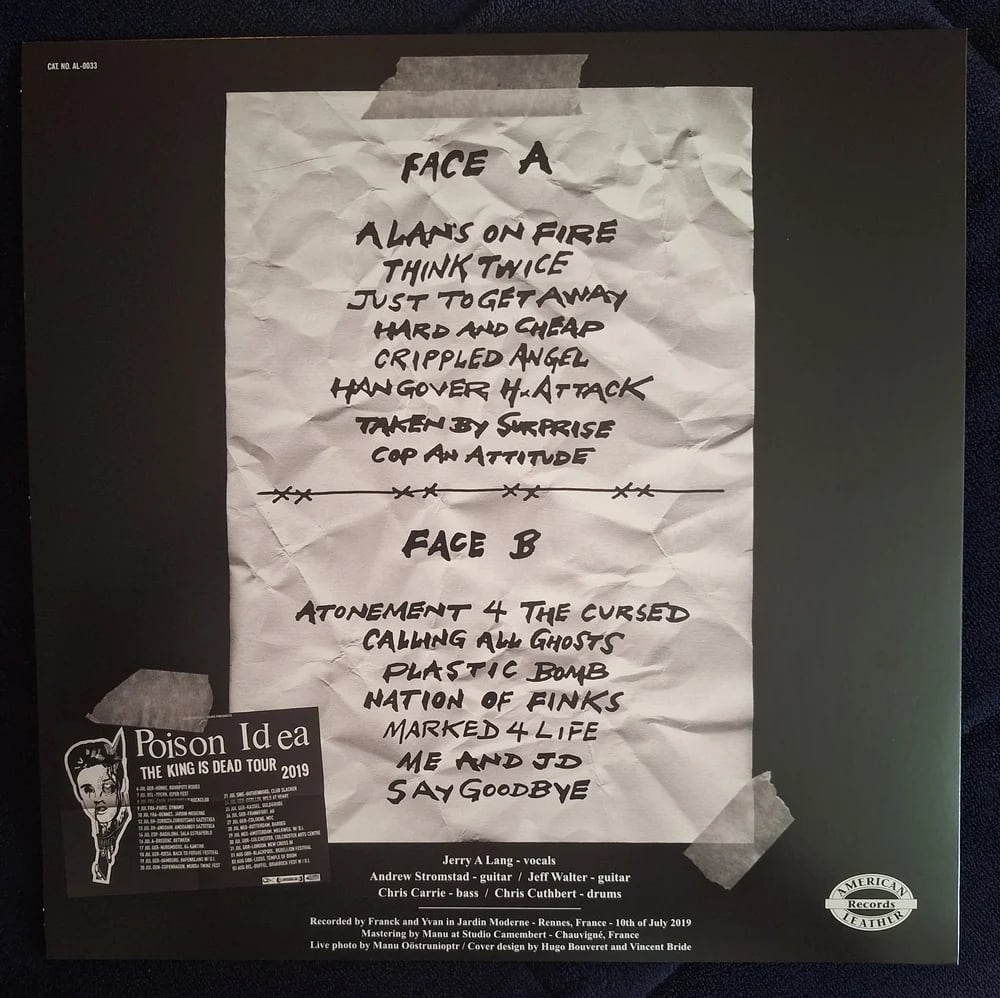 CAT. NO. AL-0033
FACE A
ALAN'S ON FIRE
THINK TWICE
JUST TO GET AWAY
HARD AND CHEAP
CRIPPLED ANGEL
HANGOVER H. ATTACK
TAKEN BY SURPRISE
COP AN ATTITUDE
FACE B
ATONEMENT 4 THE CURSED
CALLING ALL GHOSTS
PLASTIC BOMB
NATION OF FINKS
MARKED 4 LIFE
ME AND JD
SAY GOODBYE
Poison Idea
THE KING IS DEAD TOUR 2019
Jerry A Lang - vocals
Andrew Stromstad - guitar / Jeff Walter - guitar
Chris Carrie - bass / Chris Cuthbert - drums
Recorded by Franck and Yvan in Jardin Moderne - Rennes, France - 10th of July 2019
Mastering by Manu at Studio Camembert - Chauvigné, France
Live photo by Manu Oöstrunioptr / Cover design by Hugo Bouveret and Vincent Bride
AMERICAN
Records
LEATHER